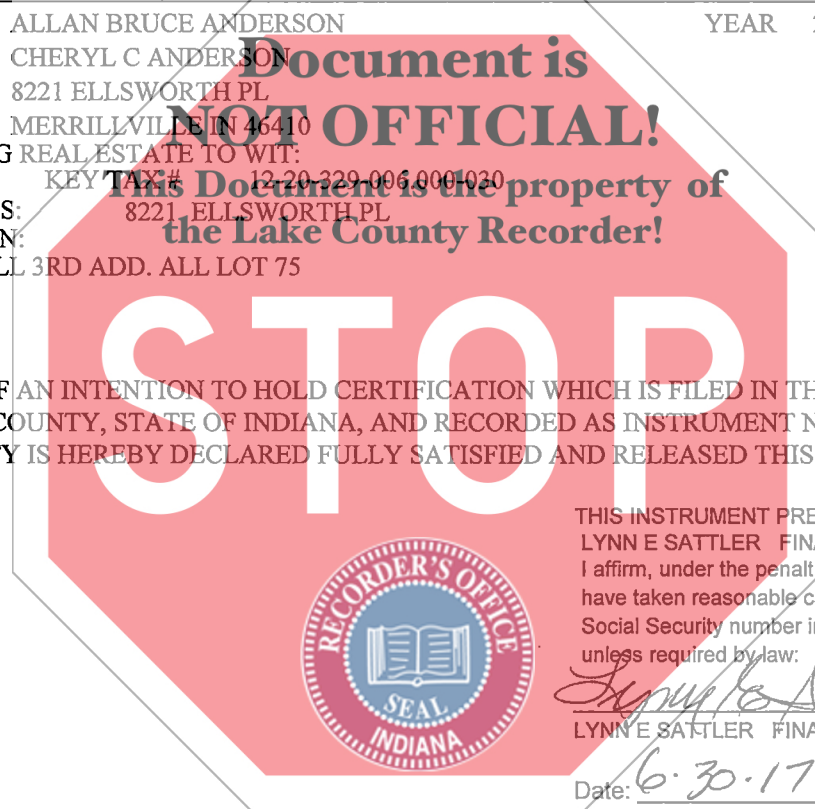 ALLAN BRUCE ANDERSON YEAR
CHERYL C ANDERSON
Document is
8221 ELLSWORTH PL
MERRILLVILLE IN 46410
NOT OFFICIAL!
G REAL ESTATE TO WIT:
KEY TAX # 12-20-329-006.000-030
This Document is the property of
S: 8221 ELLSWORTH PL
the Lake County Recorder!
N:
LL 3RD ADD. ALL LOT 75
STOP
F AN INTENTION TO HOLD CERTIFICATION WHICH IS FILED IN TH
COUNTY, STATE OF INDIANA, AND RECORDED AS INSTRUMENT N
TY IS HEREBY DECLARED FULLY SATISFIED AND RELEASED THIS
THIS INSTRUMENT PRE
LYNN E SATTLER FINA
I affirm, under the penalt
have taken reasonable c
Social Security number i
unless required by law:
RECORDER'S OFFICE
SEAL
INDIANA
LYNN E SATTLER FINA
Date: 6.30.17